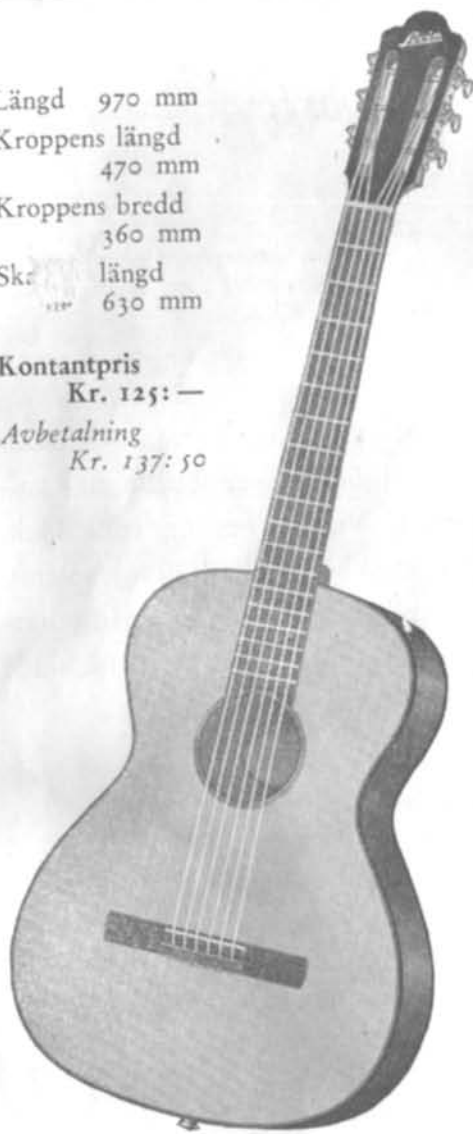 Längd 970 mm
Kroppens längd
470 mm
Kroppens bredd
360 mm
längd
630 mm
Kontantpris
Kr. 125: —
Avbetalning
Kr. 137: 50